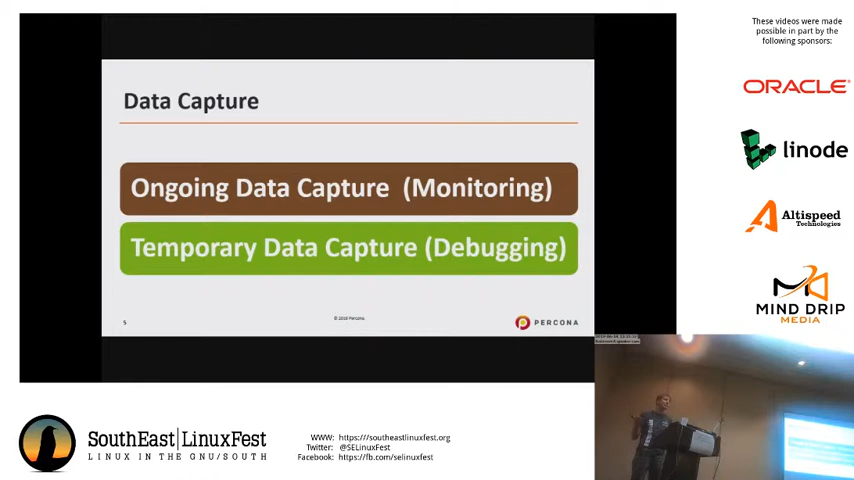 These videos were made
possible in part by the
following sponsors:
ORACLE
linode
Altispeed
Technologies
MIND DRIP
MEDIA
Data Capture
Ongoing Data Capture (Monitoring)
Temporary Data Capture (Debugging)
5
© 2019 Percona.
PERCONA
SouthEast|LinuxFest
LINUX IN THE GNU/SOUTH
WWW: https:///southeastlinuxfest.org
Twitter: @SELinuxFest
Facebook: https://fb.com/selinuxfest